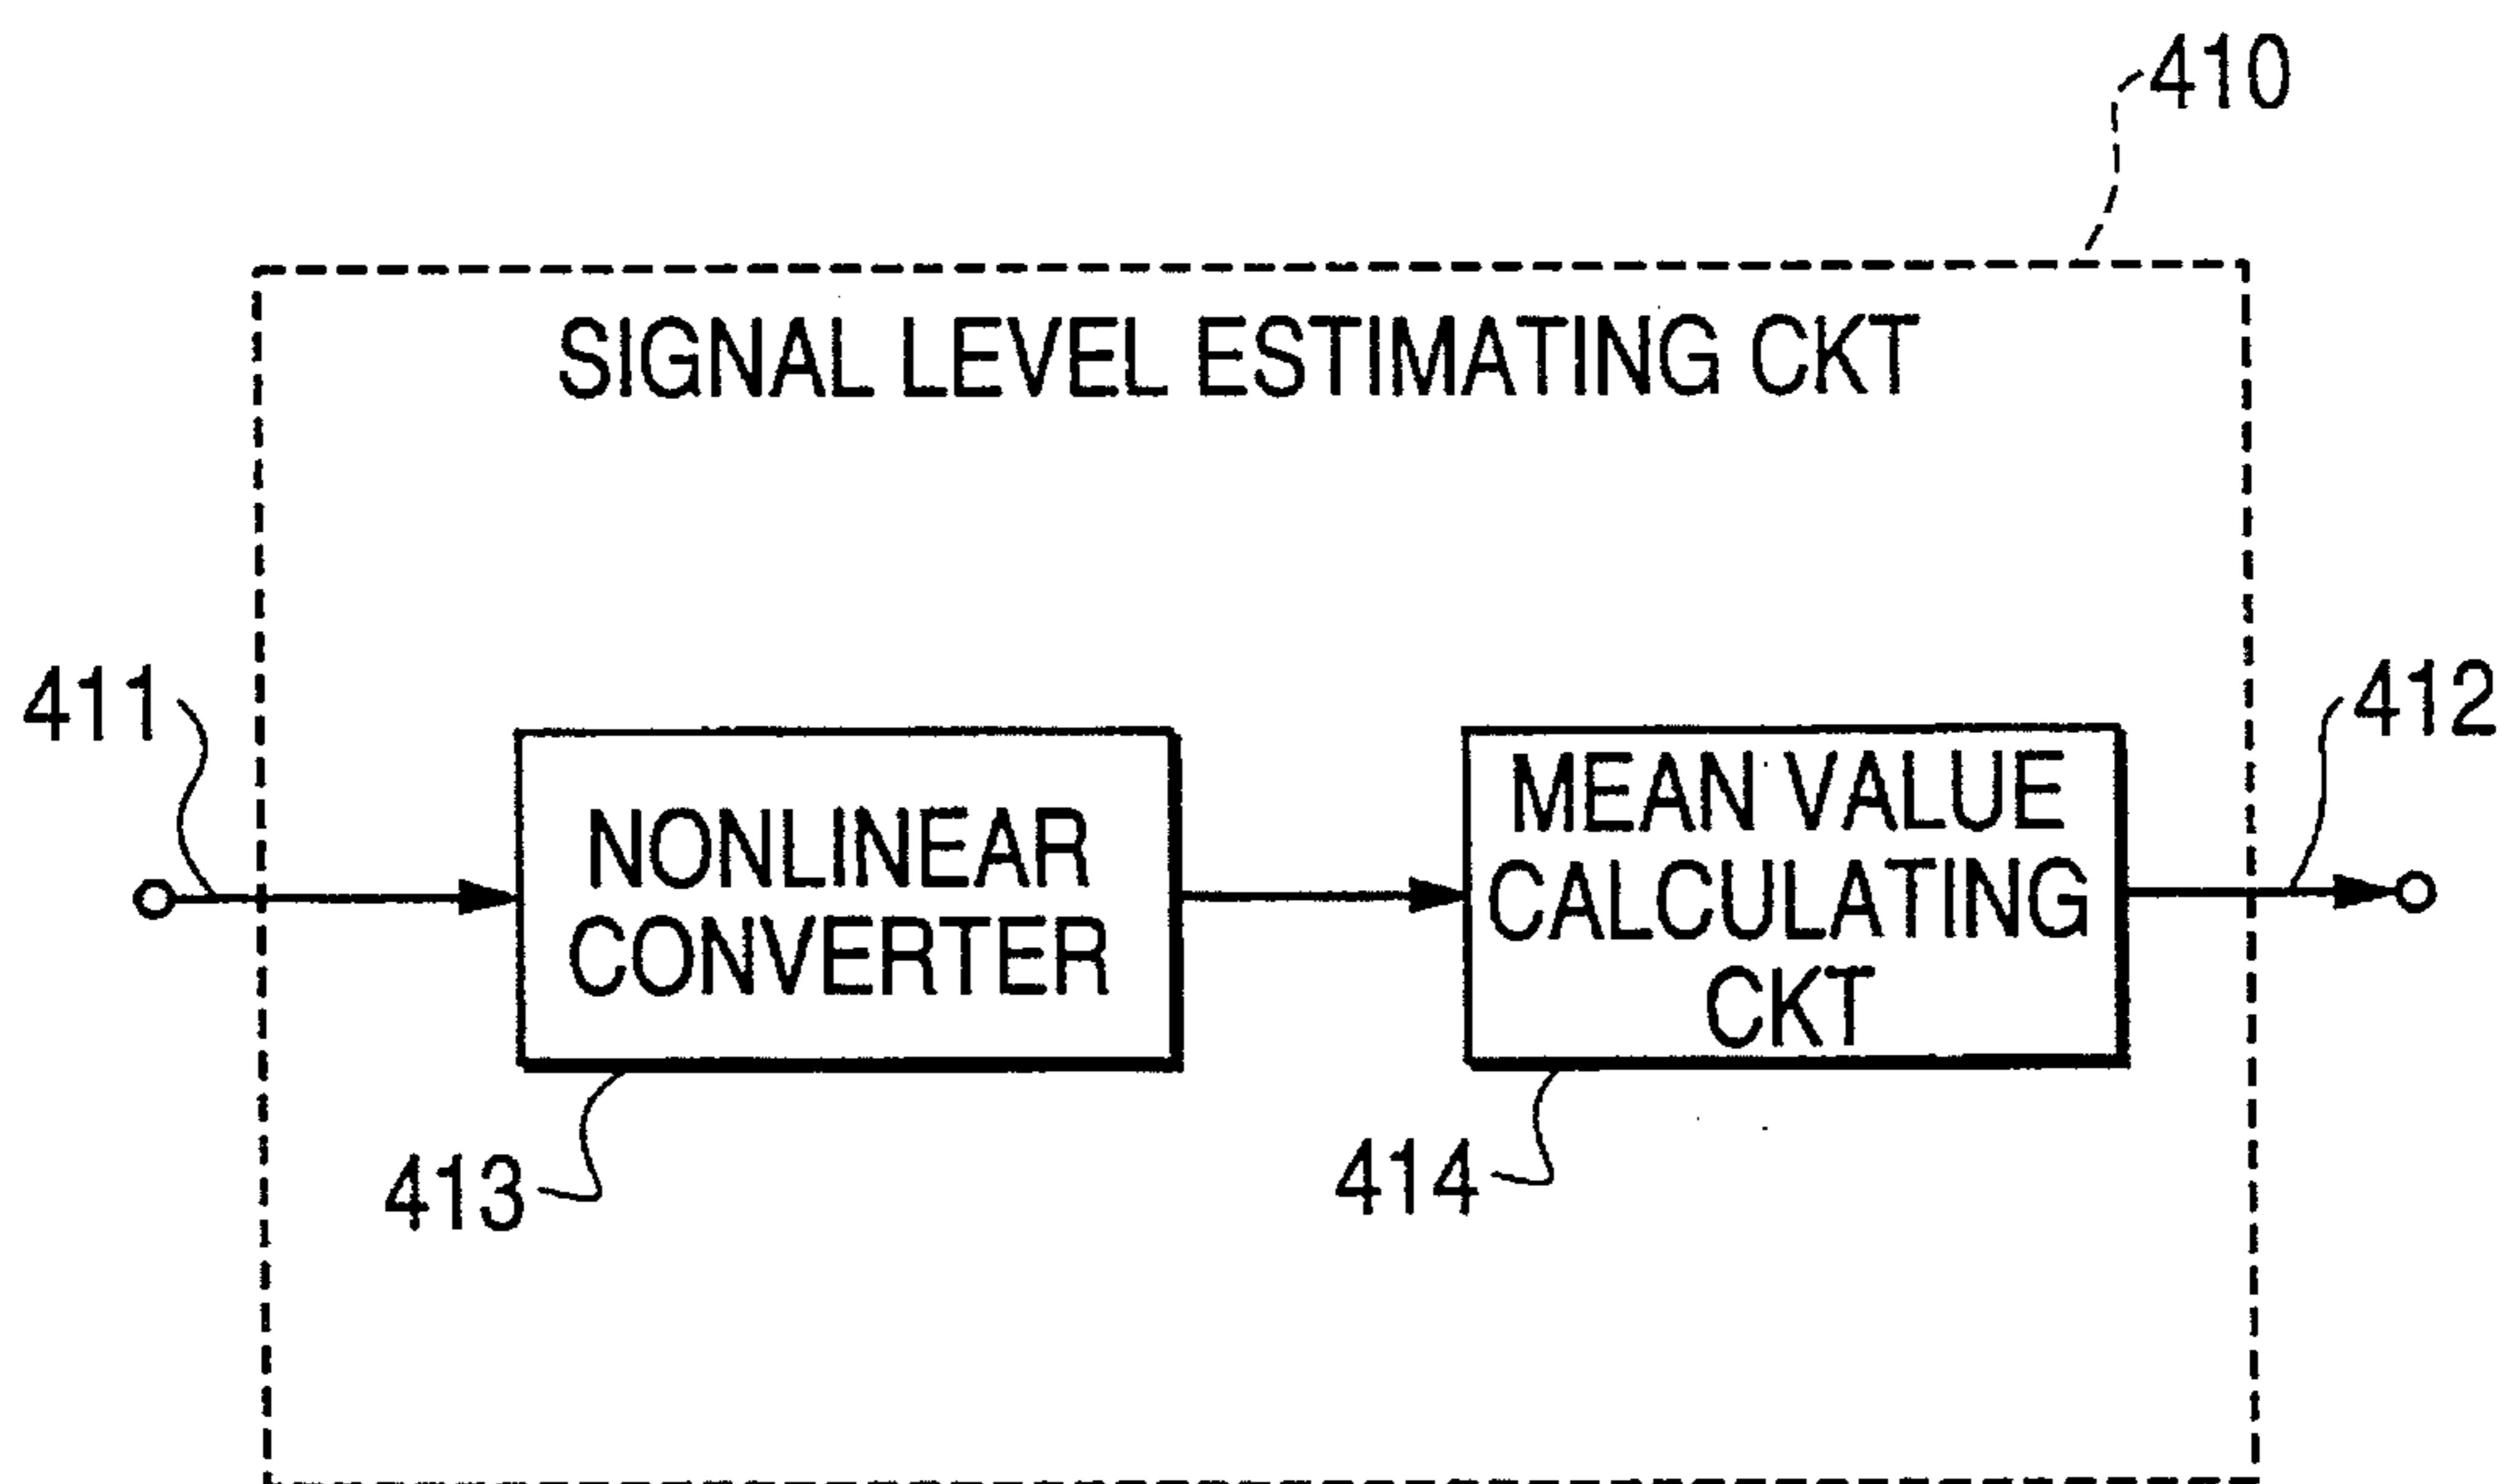 410
SIGNAL LEVEL ESTIMATING CKT
411
412
NONLINEAR
CONVERTER
MEAN VALUE
CALCULATING
CKT
413
414